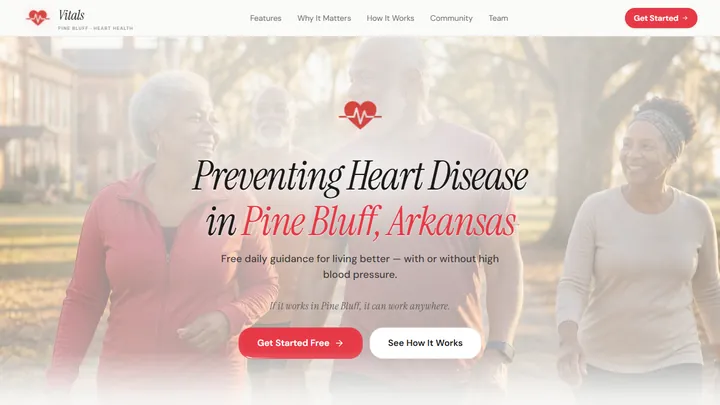 Vitals
PINE BLUFF · HEART HEALTH
Features
Why It Matters
How It Works
Community
Team
Get Started →
Preventing Heart Disease
in Pine Bluff, Arkansas
Free daily guidance for living better — with or without high
blood pressure.
If it works in Pine Bluff, it can work anywhere.
Get Started Free →
See How It Works